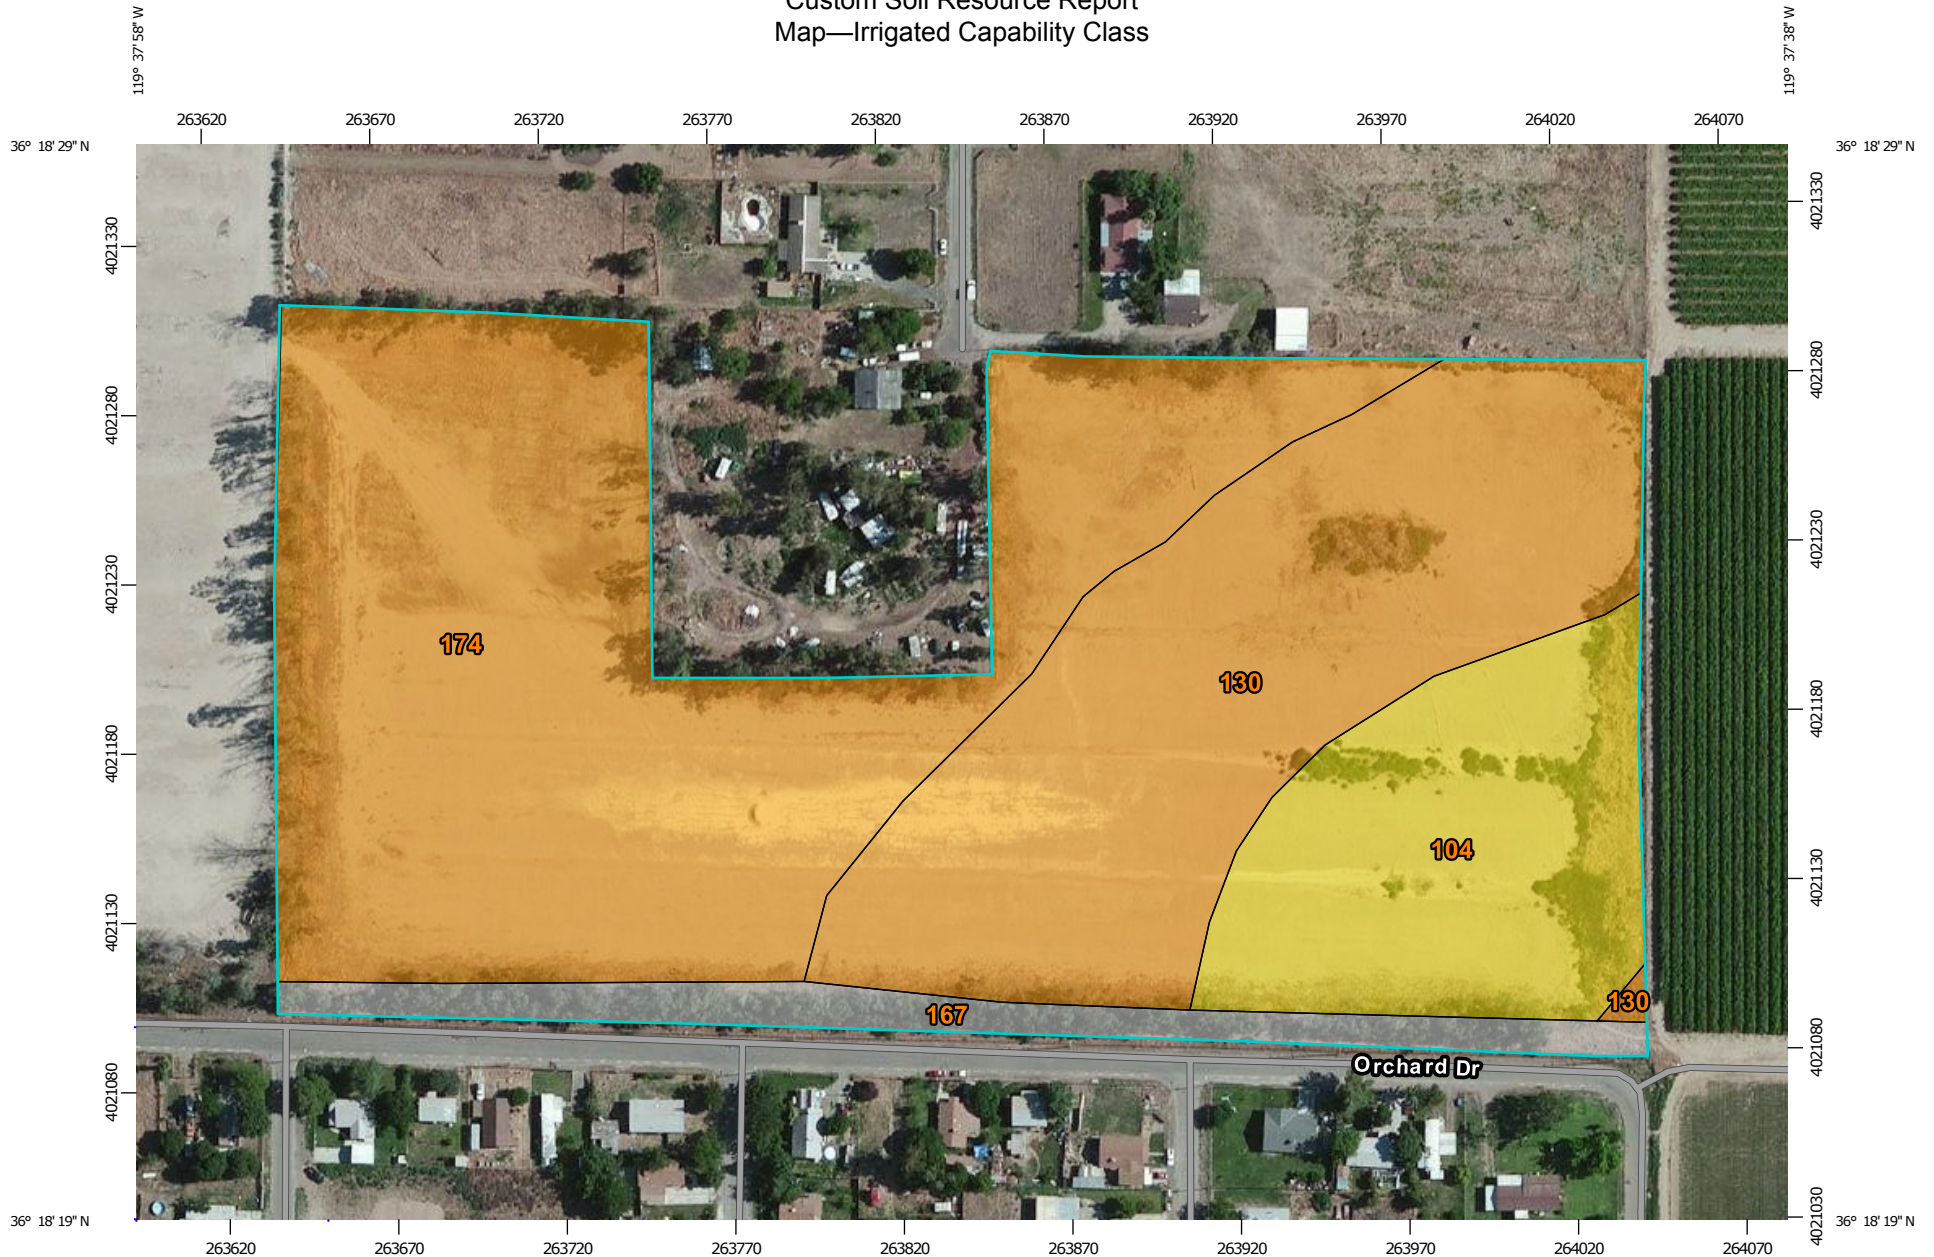 Custom Soil Resource Report
Map—Irrigated Capability Class
119° 37' 58" W
119° 37' 38" W
263620 263670 263720 263770 263820 263870 263920 263970 264020 264070
36° 18' 29" N
36° 18' 29" N
4021330
4021330
4021280
4021280
4021230
4021230
174
130
4021180
4021180
104
4021130
4021130
130
167
Orchard Dr
4021080
4021080
4021030
36° 18' 19" N
36° 18' 19" N
263620 263670 263720 263770 263820 263870 263920 263970 264020 264070